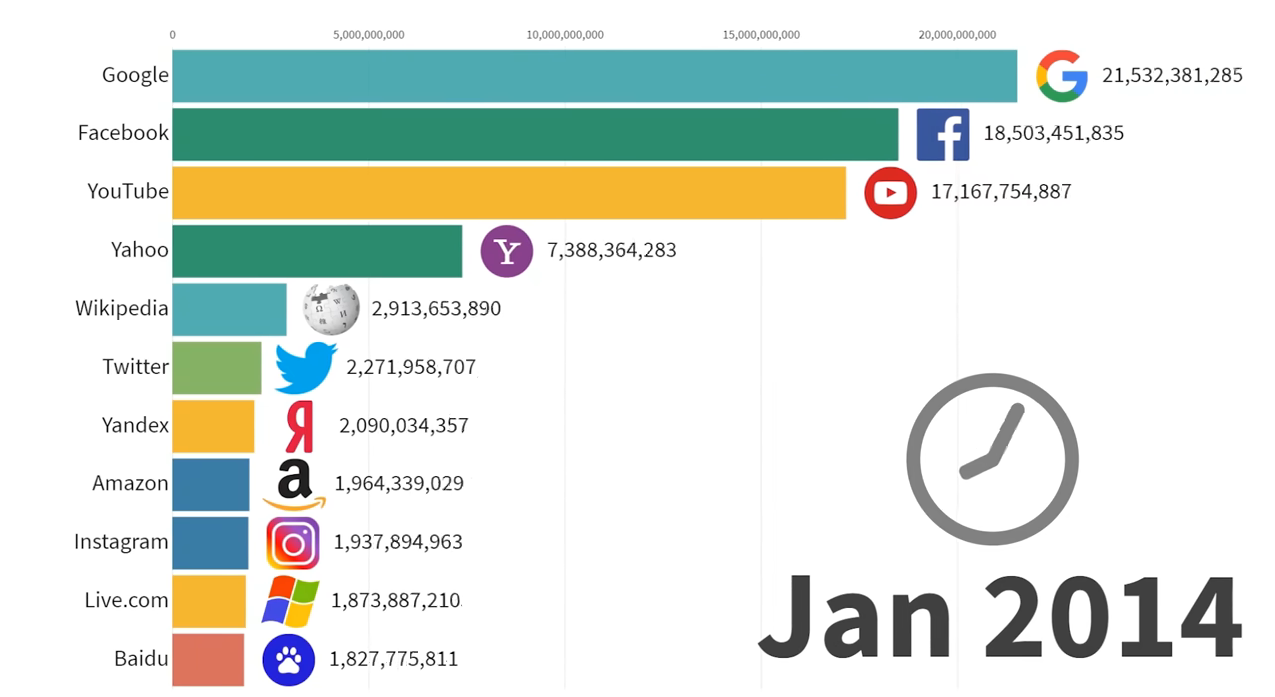 0 5,000,000,000 10,000,000,000 15,000,000,000 20,000,000,000
Google 21,532,381,285
Facebook 18,503,451,835
YouTube 17,167,754,887
Yahoo Y 7,388,364,283
Wikipedia 2,913,653,890
Twitter 2,271,958,707
Yandex Я 2,090,034,357
Amazon a 1,964,339,029
Instagram 1,937,894,963
Live.com 1,873,887,210
Baidu 1,827,775,811
Jan 2014